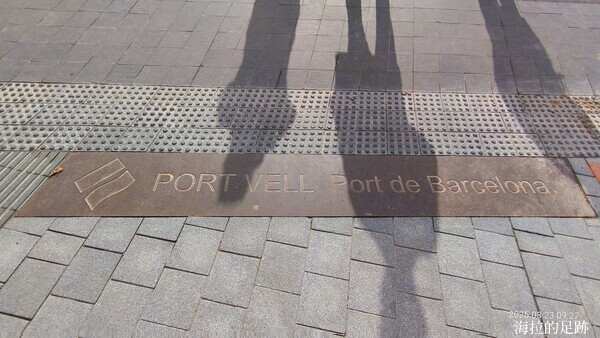 PORT VELL Port de Barcelona
2025.03.23 09:27
海拉的足跡